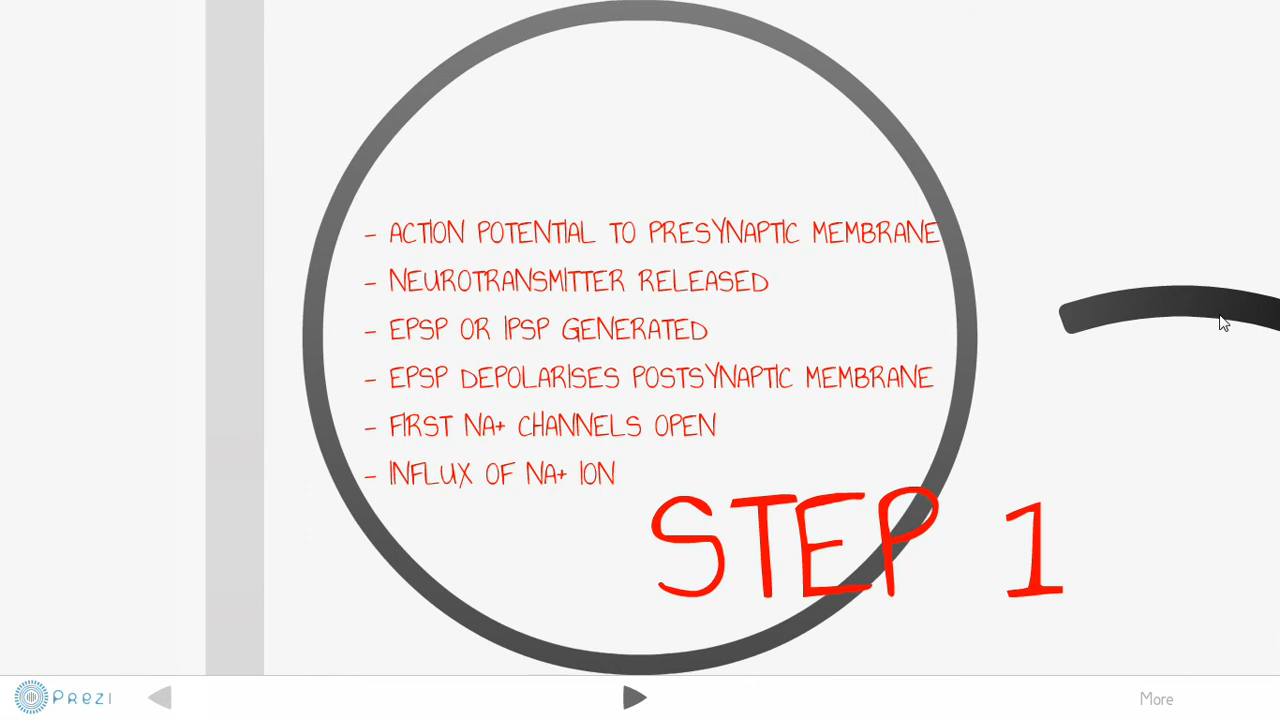 - ACTION POTENTIAL TO PRESYNAPTIC MEMBRANE
- NEUROTRANSMITTER RELEASED
- EPSP OR IPSP GENERATED
- EPSP DEPOLARISES POSTSYNAPTIC MEMBRANE
- FIRST NA+ CHANNELS OPEN
- INFLUX OF NA+ ION
STEP 1
PREZI
More